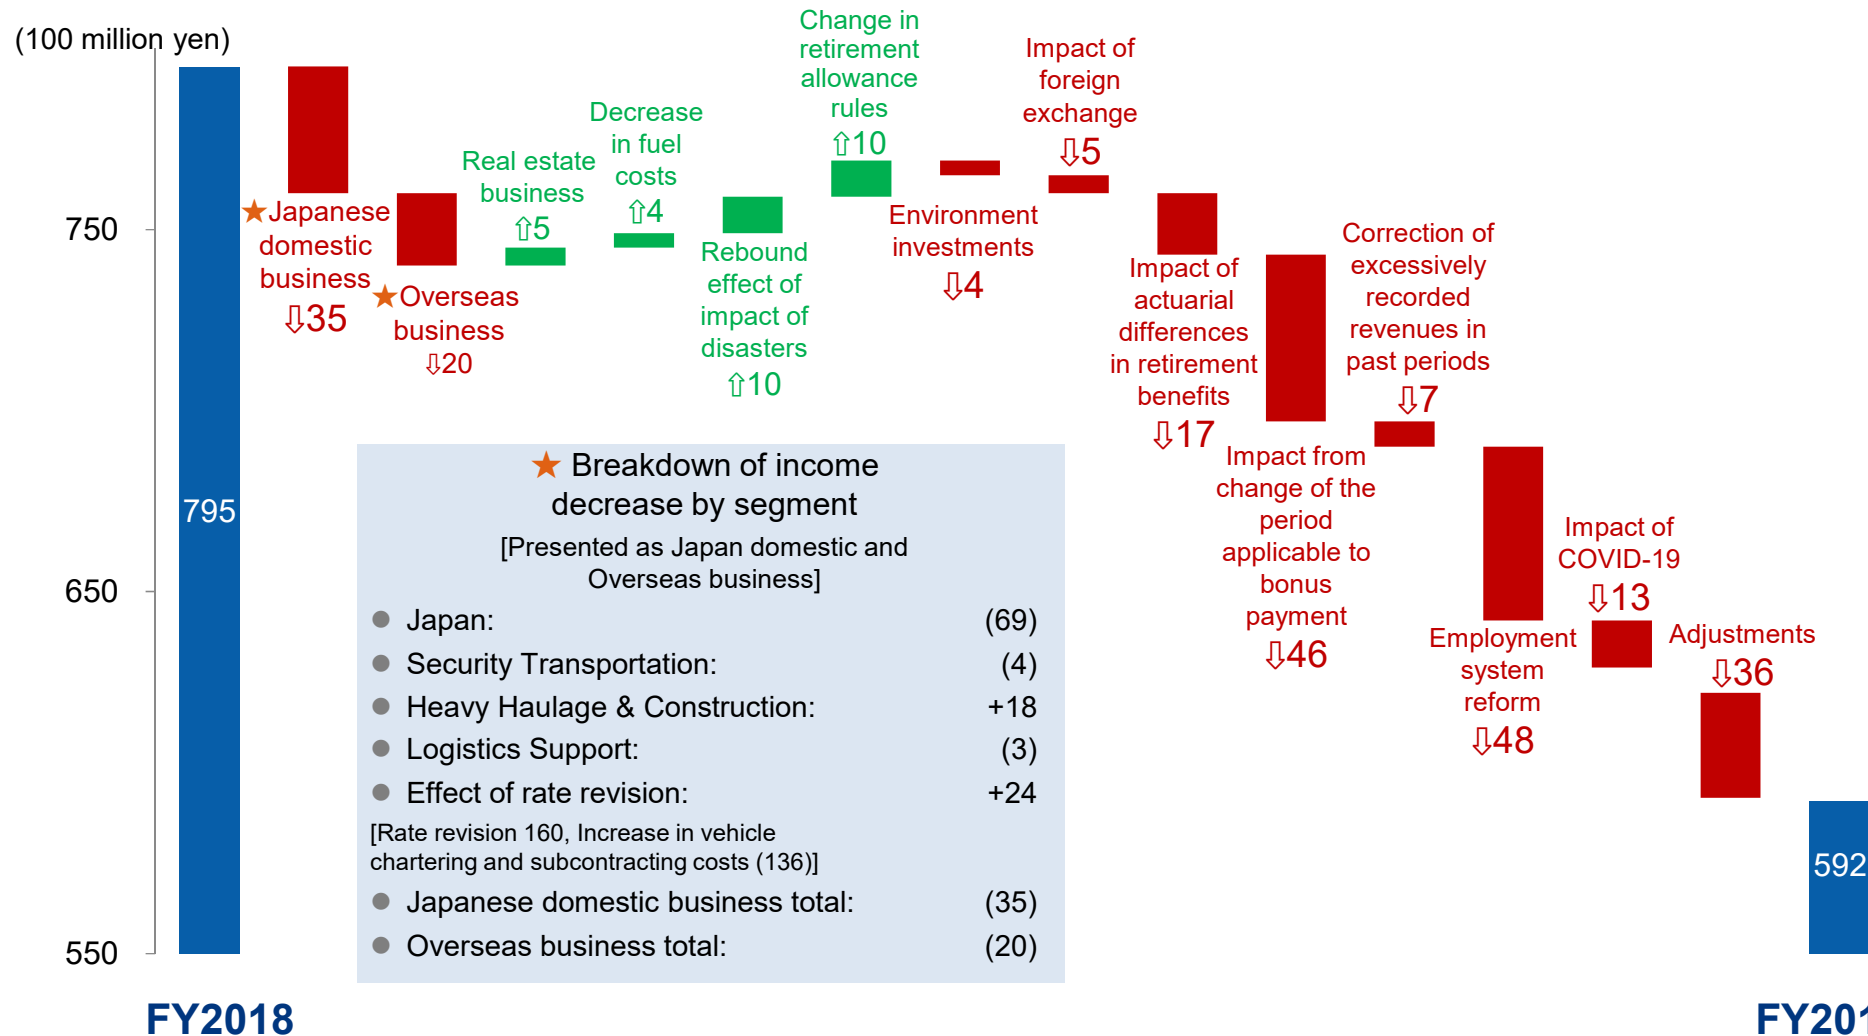 (100 million yen)
750
650
550
795
★Japanese
domestic
business
⇩35
★Overseas
business
⇩20
Real estate
business
⇧5
Decrease
in fuel
costs
⇧4
Rebound
effect of
impact of
disasters
⇧10
Change in
retirement
allowance
rules
⇧10
Environment
investments
⇩4
Impact of
foreign
exchange
⇩5
Impact of
actuarial
differences
in retirement
benefits
⇩17
Impact from
change of the
period
applicable to
bonus
payment
⇩46
Correction of
excessively
recorded
revenues in
past periods
⇩7
Employment
system
reform
⇩48
Impact of
COVID-19
⇩13
Adjustments
⇩36
592
★ Breakdown of income
decrease by segment
[Presented as Japan domestic and
Overseas business]
● Japan: (69)
● Security Transportation: (4)
● Heavy Haulage & Construction: +18
● Logistics Support: (3)
● Effect of rate revision: +24
[Rate revision 160, Increase in vehicle
chartering and subcontracting costs (136)]
● Japanese domestic business total: (35)
● Overseas business total: (20)
FY2018
FY201